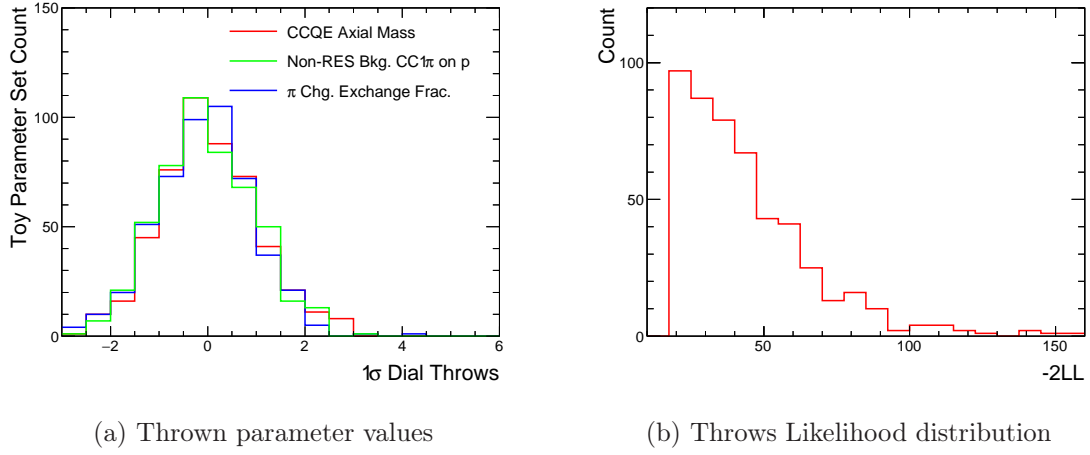 150
100
50
0
Toy Parameter Set Count
CCQE Axial Mass
Non-RES Bkg. CC1π on p
π Chg. Exchange Frac.
−2 0 2 4 6
1σ Dial Throws
(a) Thrown parameter values
100
50
0
Count
50 100 150
-2LL
(b) Throws Likelihood distribution